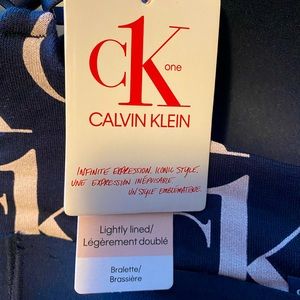 ck
one
CALVIN KLEIN
INFINITE EXPRESSION. ICONIC STYLE.
UNE EXPRESSION INÉPUISABLE.
UN STYLE EMBLÉMATIQUE.
Lightly lined/
Légèrement doublé
Bralette/
Brassière